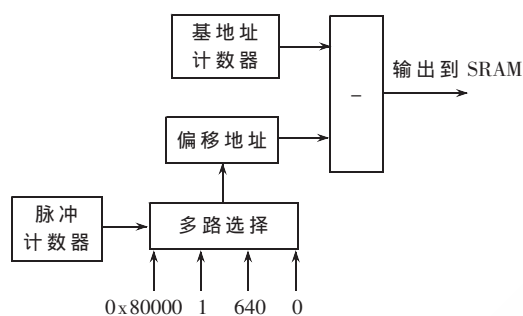 基地址
计数器
输出到 SRAM
–
偏移地址
脉冲
计数器
多路选择
0x80000 1 640 0